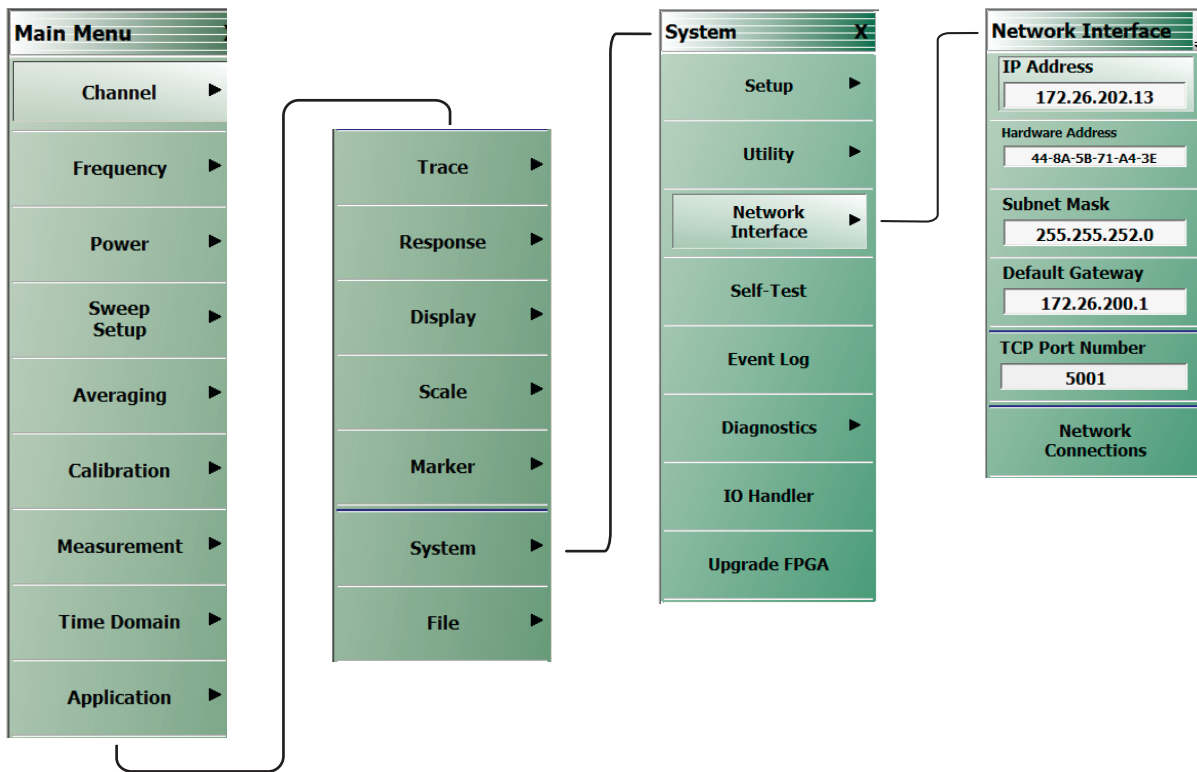 Main Menu
Channel
Frequency
Power
Sweep
Setup
Averaging
Calibration
Measurement
Time Domain
Application
Trace
Response
Display
Scale
Marker
System
File
System X
Setup
Utility
Network
Interface
Self-Test
Event Log
Diagnostics
IO Handler
Upgrade FPGA
Network Interface
IP Address
172.26.202.13
Hardware Address
44-8A-5B-71-A4-3E
Subnet Mask
255.255.252.0
Default Gateway
172.26.200.1
TCP Port Number
5001
Network
Connections